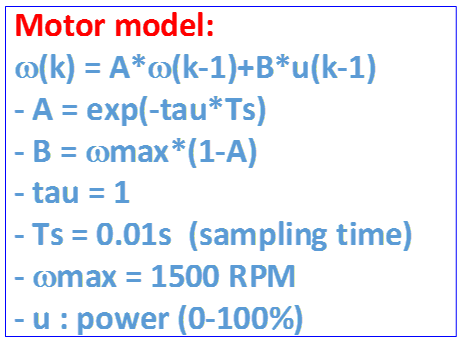 Motor model:
ω(k) = A*ω(k-1)+B*u(k-1)
- A = exp(-tau*Ts)
- B = ωmax*(1-A)
- tau = 1
- Ts = 0.01s  (sampling time)
- ωmax = 1500 RPM
- u : power (0-100%)